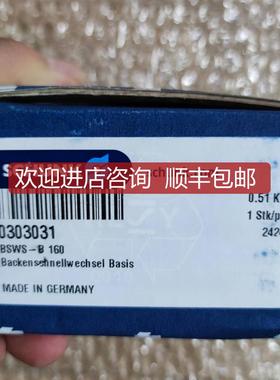 欢迎进店咨询 顺丰包邮
0.51 K
0303031
1 Stk/p
BSWS-B 160
242
Backenschnellwechsel Basis
MADE IN GERMANY